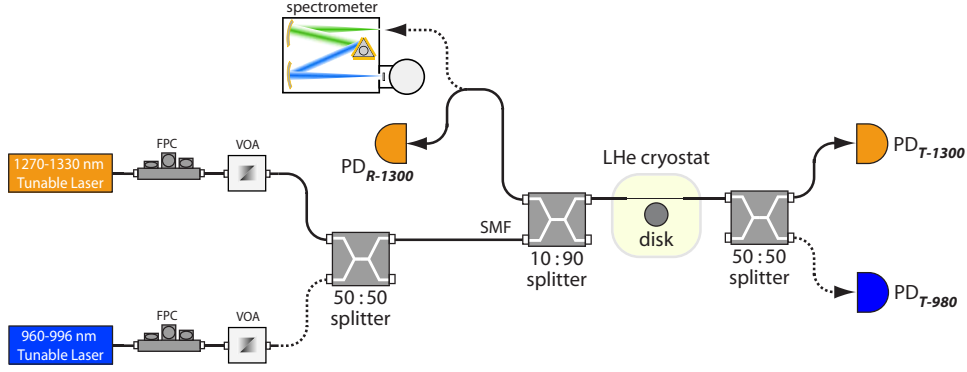 spectrometer
FPC
VOA
1270-1330 nm
Tunable Laser
PD R-1300
LHe cryostat
PD T-1300
SMF
disk
10 : 90
splitter
50 : 50
splitter
50 : 50
splitter
FPC
VOA
960-996 nm
Tunable Laser
PD T-980